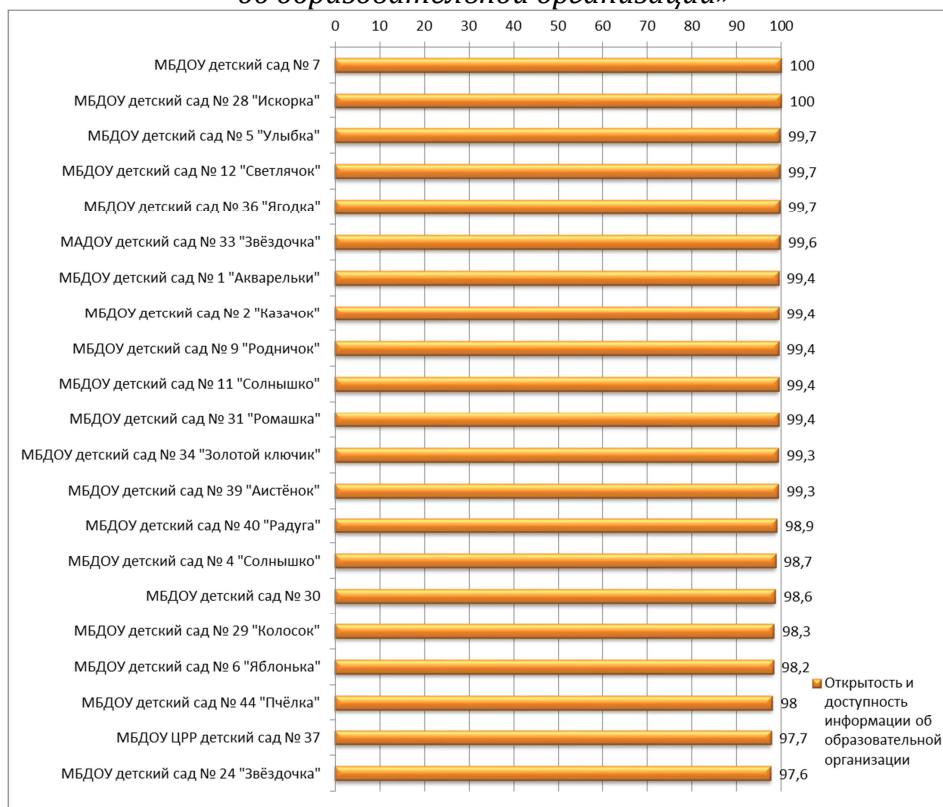 об образовательной организации»
0 10 20 30 40 50 60 70 80 90 100
МБДОУ детский сад № 7 100
МБДОУ детский сад № 28 "Искорка" 100
МБДОУ детский сад № 5 "Улыбка" 99,7
МБДОУ детский сад № 12 "Светлячок" 99,7
МБДОУ детский сад № 36 "Ягодка" 99,7
МАДОУ детский сад № 33 "Звёздочка" 99,6
МБДОУ детский сад № 1 "Акварельки" 99,4
МБДОУ детский сад № 2 "Казачок" 99,4
МБДОУ детский сад № 9 "Родничок" 99,4
МБДОУ детский сад № 11 "Солнышко" 99,4
МБДОУ детский сад № 31 "Ромашка" 99,4
МБДОУ детский сад № 34 "Золотой ключик" 99,3
МБДОУ детский сад № 39 "Аистёнок" 99,3
МБДОУ детский сад № 40 "Радуга" 98,9
МБДОУ детский сад № 4 "Солнышко" 98,7
МБДОУ детский сад № 30 98,6
МБДОУ детский сад № 29 "Колосок" 98,3
МБДОУ детский сад № 6 "Яблонька" 98,2
МБДОУ детский сад № 44 "Пчёлка" 98
МБДОУ ЦРР детский сад № 37 97,7
МБДОУ детский сад № 24 "Звёздочка" 97,6
Открытость и
доступность
информации об
образовательной
организации